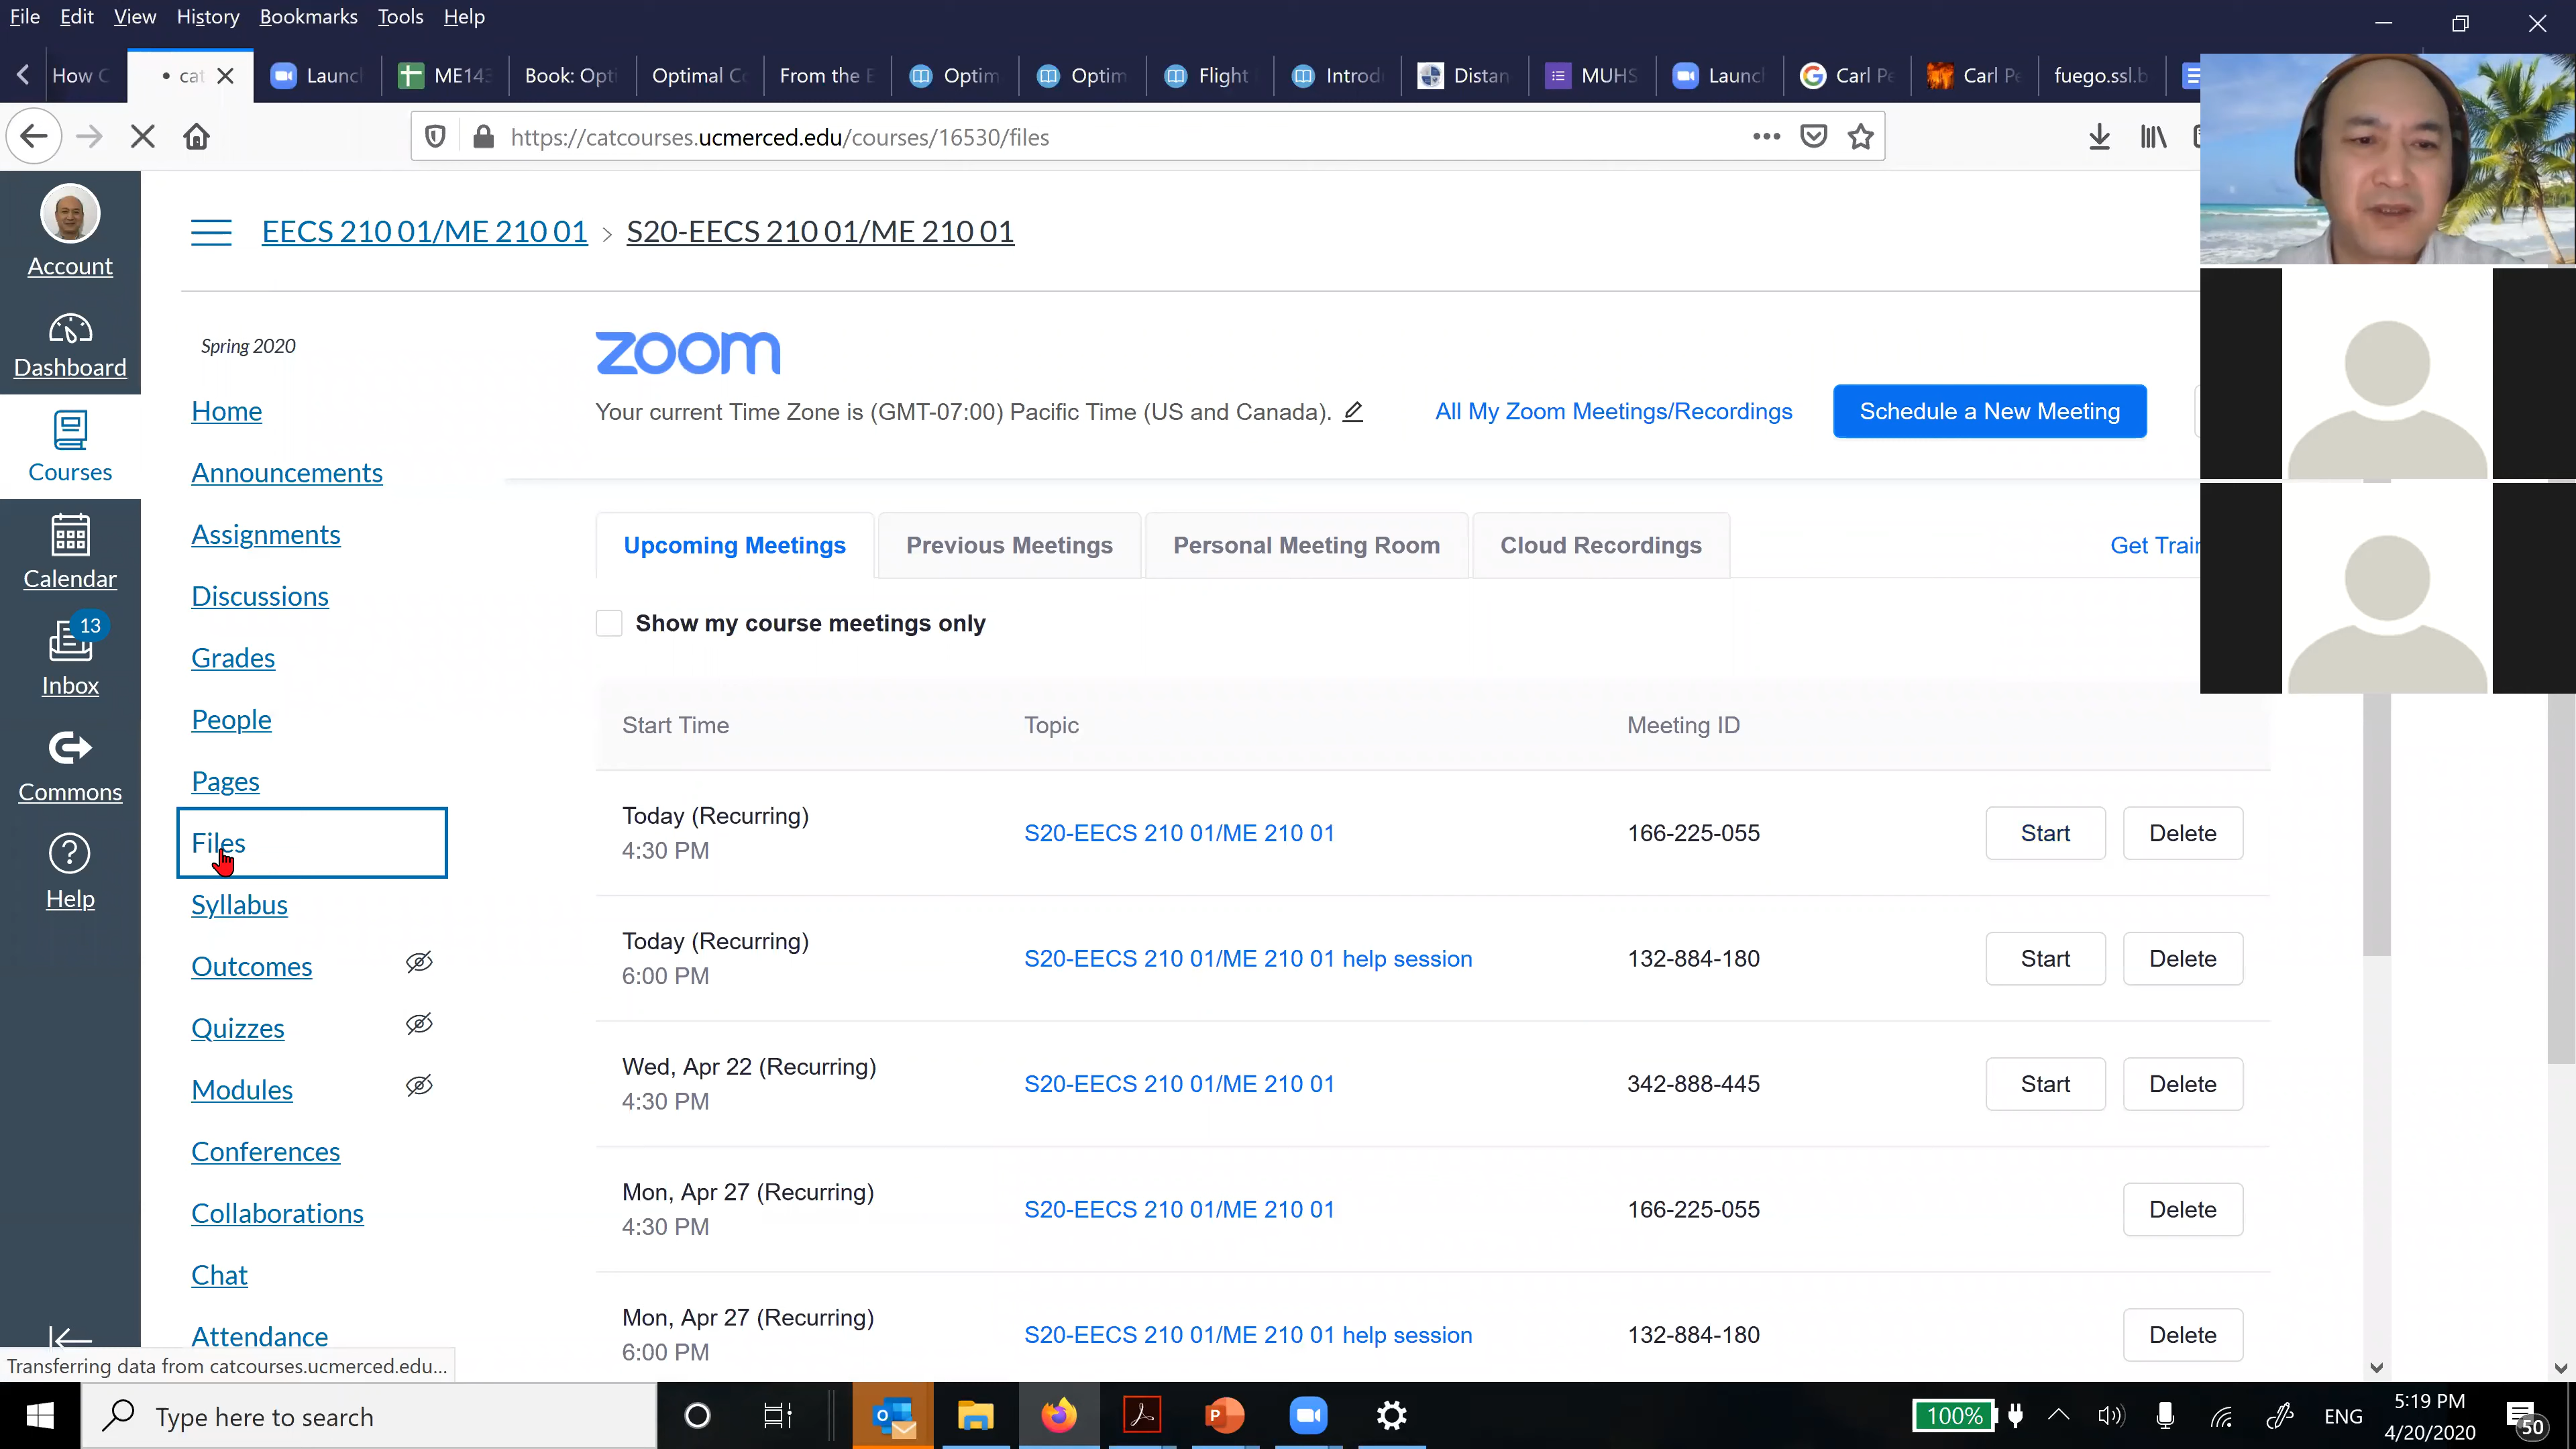 File Edit View History Bookmarks Tools Help
How C cat Launc ME143 Book: Opti Optimal Co From the E Optim Optim Flight Introd Distan MUHS Launc Carl Pe Carl Pe fuego.ssl.b
https://catcourses.ucmerced.edu/courses/16530/files
EECS 210 01/ME 210 01 > S20-EECS 210 01/ME 210 01
Account
Dashboard
Courses
Calendar
13
Inbox
Commons
Help
Spring 2020
Home
Announcements
Assignments
Discussions
Grades
People
Pages
Files
Syllabus
Outcomes
Quizzes
Modules
Conferences
Collaborations
Chat
Attendance
zoom
Your current Time Zone is (GMT-07:00) Pacific Time (US and Canada). All My Zoom Meetings/Recordings Schedule a New Meeting
Upcoming Meetings Previous Meetings Personal Meeting Room Cloud Recordings Get Train
Show my course meetings only
Start Time Topic Meeting ID
Today (Recurring)
4:30 PM
S20-EECS 210 01/ME 210 01 166-225-055 Start Delete
Today (Recurring)
6:00 PM
S20-EECS 210 01/ME 210 01 help session 132-884-180 Start Delete
Wed, Apr 22 (Recurring)
4:30 PM
S20-EECS 210 01/ME 210 01 342-888-445 Start Delete
Mon, Apr 27 (Recurring)
4:30 PM
S20-EECS 210 01/ME 210 01 166-225-055 Delete
Mon, Apr 27 (Recurring)
6:00 PM
S20-EECS 210 01/ME 210 01 help session 132-884-180 Delete
Transferring data from catcourses.ucmerced.edu...
Type here to search
100% ENG
5:19 PM
4/20/2020
50